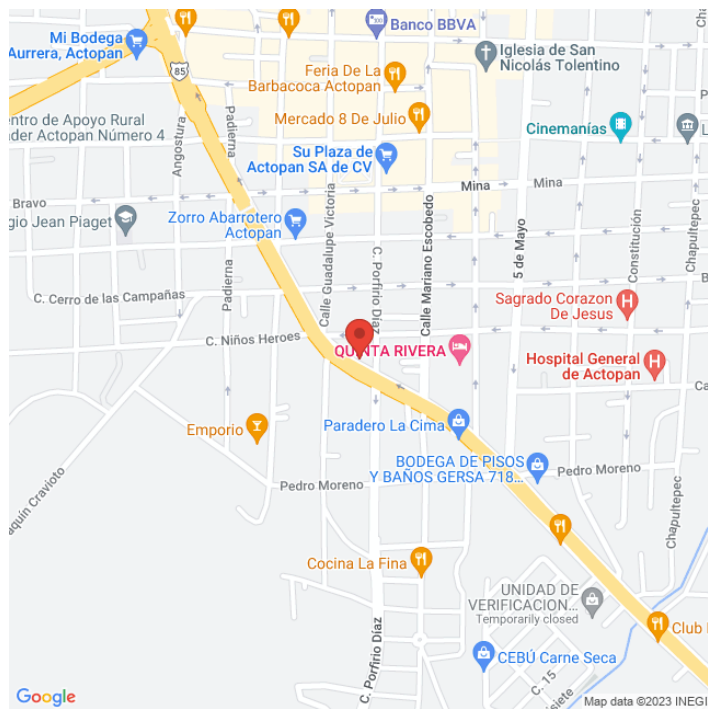 Banco BBVA
Mi Bodega
Aurrera, Actopan
Iglesia de San
Nicolás Tolentino
85
Feria De La
Barbacoca Actopan
entro de Apoyo Rural
der Actopan Número 4
Angostura
Padierna
Mercado 8 De Julio
Cinemanías
L
Su Plaza de
Actopan SA de CV
Mina
Mina
Bravo
gio Jean Piaget
Zorro Abarrotero
Actopan
Calle Guadalupe Victoria
C. Porfirio Díaz
Calle Mariano Escobedo
5 de Mayo
Constitución
Chapultepec
Padierna
C. Cerro de las Campañas
Sagrado Corazon
De Jesus
C. Niños Heroes
QUINTA RIVERA
Hospital General
de Actopan
Emporio
Paradero La Cima
BODEGA DE PISOS
Y BAÑOS GERSA 718...
Pedro Moreno
Pedro Moreno
aquín Cravioto
Chapultepec
Cocina La Fina
UNIDAD DE
VERIFICACION...
Temporarily closed
C. Porfirio Díaz
Club
CEBÚ Carne Seca
C. 15
siete
Google
Map data ©2023 INEGI